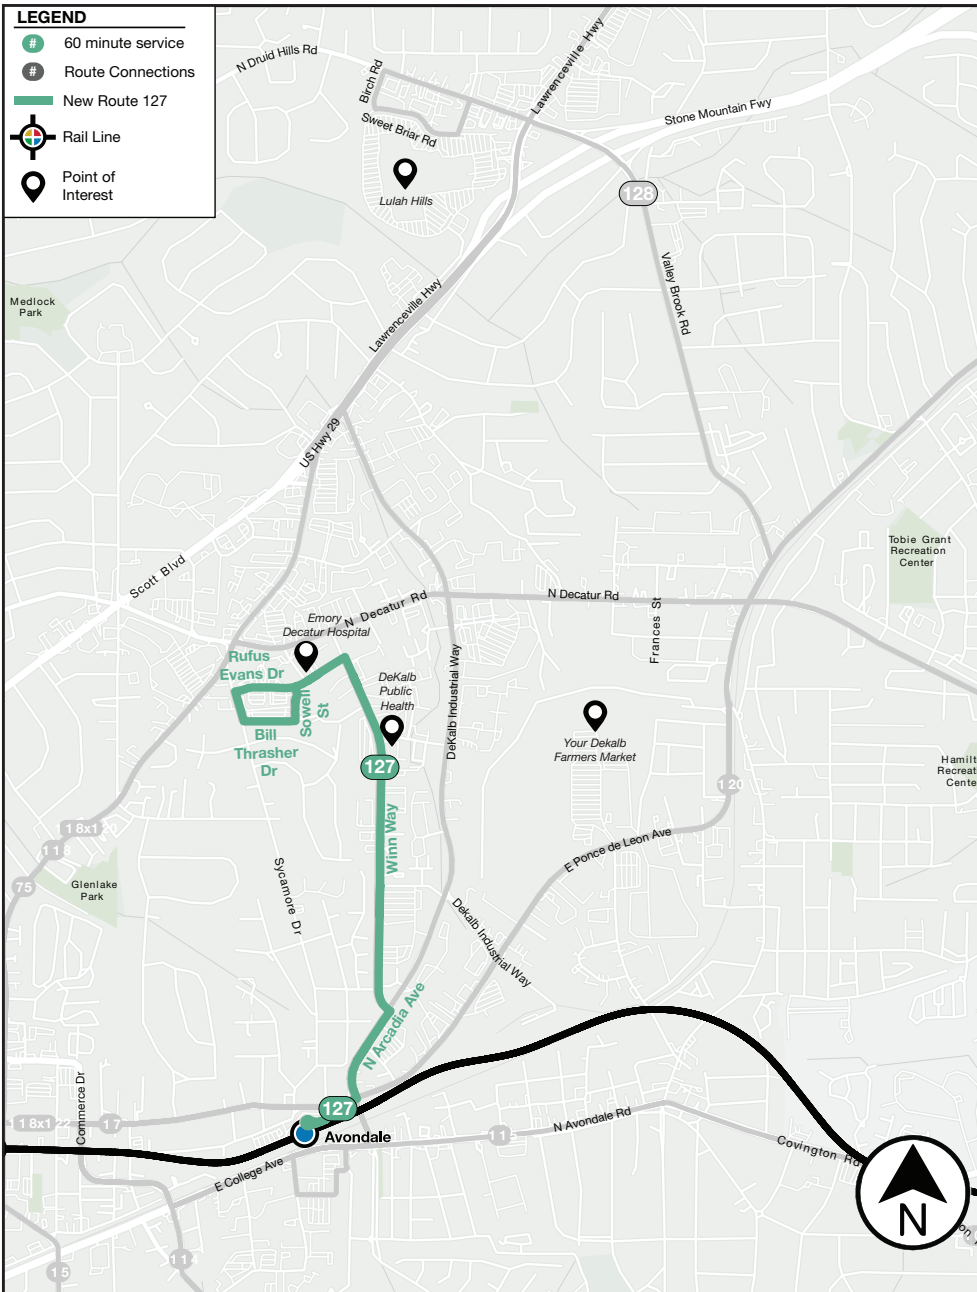 LEGEND
# 60 minute service
# Route Connections
New Route 127
Rail Line
Point of
Interest
N Druid Hills Rd
Birch Rd
Sweet Briar Rd
Lawrenceville Hwy
Stone Mountain Fwy
Lulah Hills
128
Valley Brook Rd
Medlock
Park
Lawrenceville Hwy
US Hwy 29
Scott Blvd
Tobie Grant
Recreation
Center
N Decatur Rd
N Decatur Rd
Frances St
Emory
Decatur Hospital
Rufus
Evans Dr
Sowell
St
Bill
Thrasher
Dr
DeKalb
Public
Health
DeKalb Industrial Way
Your Dekalb
Farmers Market
127
120
Winn Way
E Ponce de Leon Ave
118
75
Glenlake
Park
Sycamore Dr
Dekalb Industrial Way
N Arcadia Ave
Commerce Dr
17
127
Avondale
115
N Avondale Rd
Covington Rd
E College Ave
114
15
N